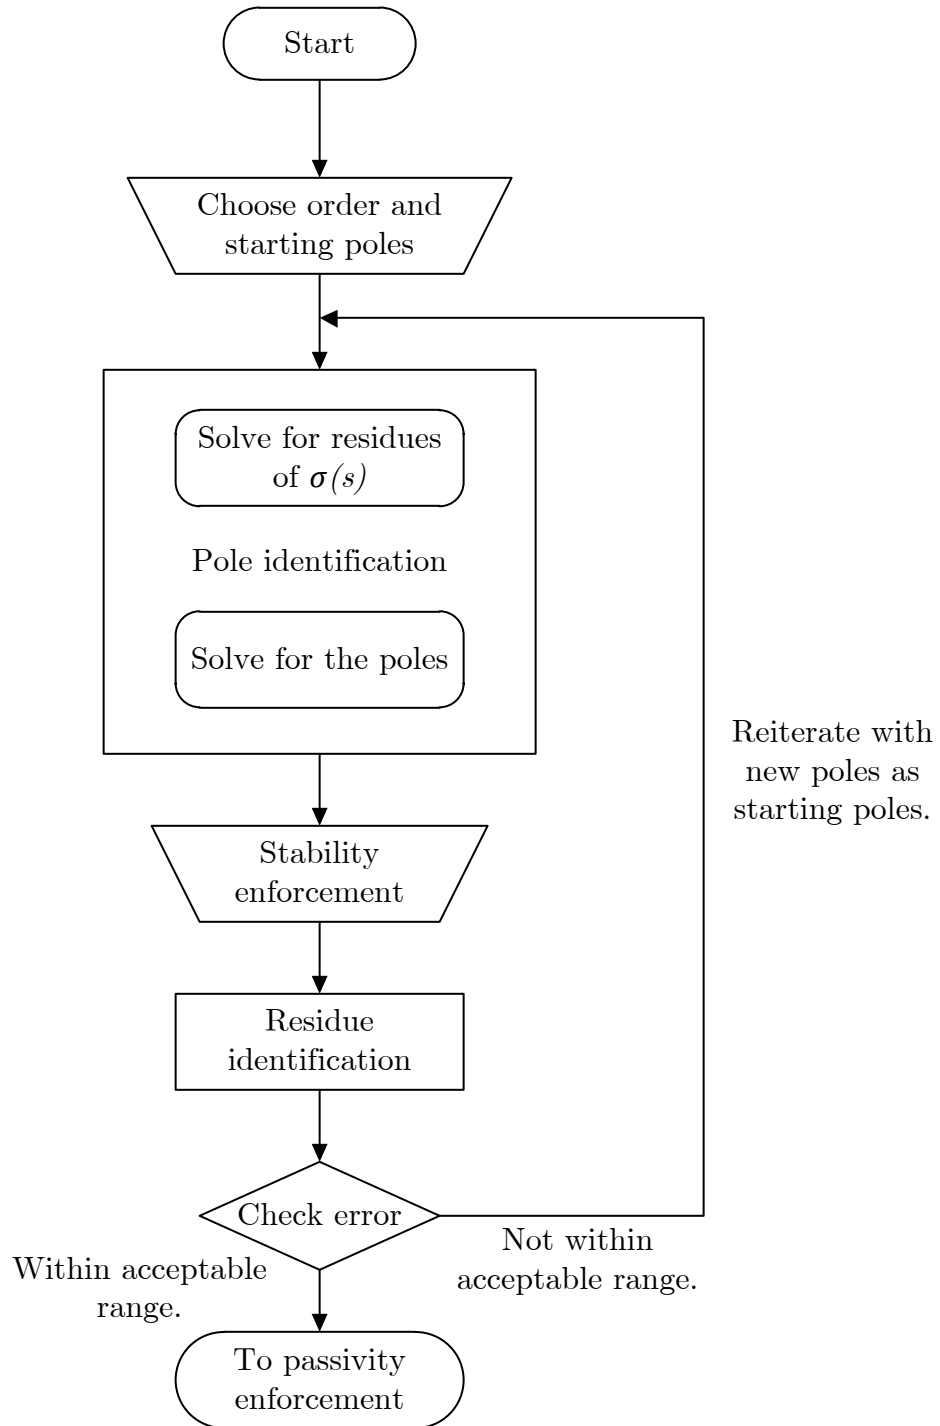 Start
Choose order and
starting poles
Solve for residues
of σ(s)
Pole identification
Solve for the poles
Reiterate with
new poles as
starting poles.
Stability
enforcement
Residue
identification
Check error
Not within
acceptable range.
Within acceptable
range.
To passivity
enforcement